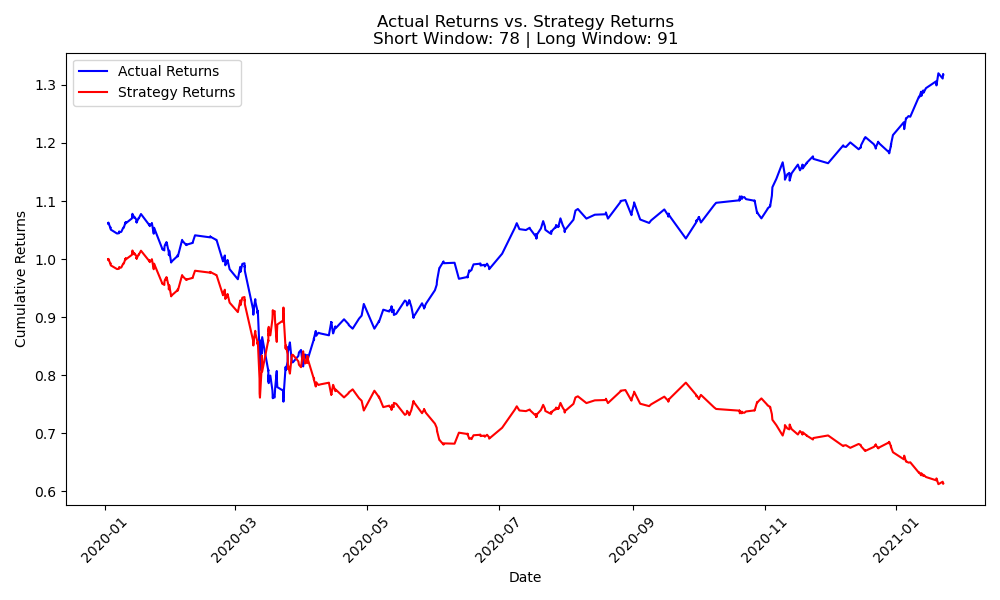 Actual Returns vs. Strategy Returns
Short Window: 78 | Long Window: 91
Actual Returns
Strategy Returns
Cumulative Returns
1.3
1.2
1.1
1.0
0.9
0.8
0.7
0.6
2020-01
2020-03
2020-05
2020-07
2020-09
2020-11
2021-01
Date